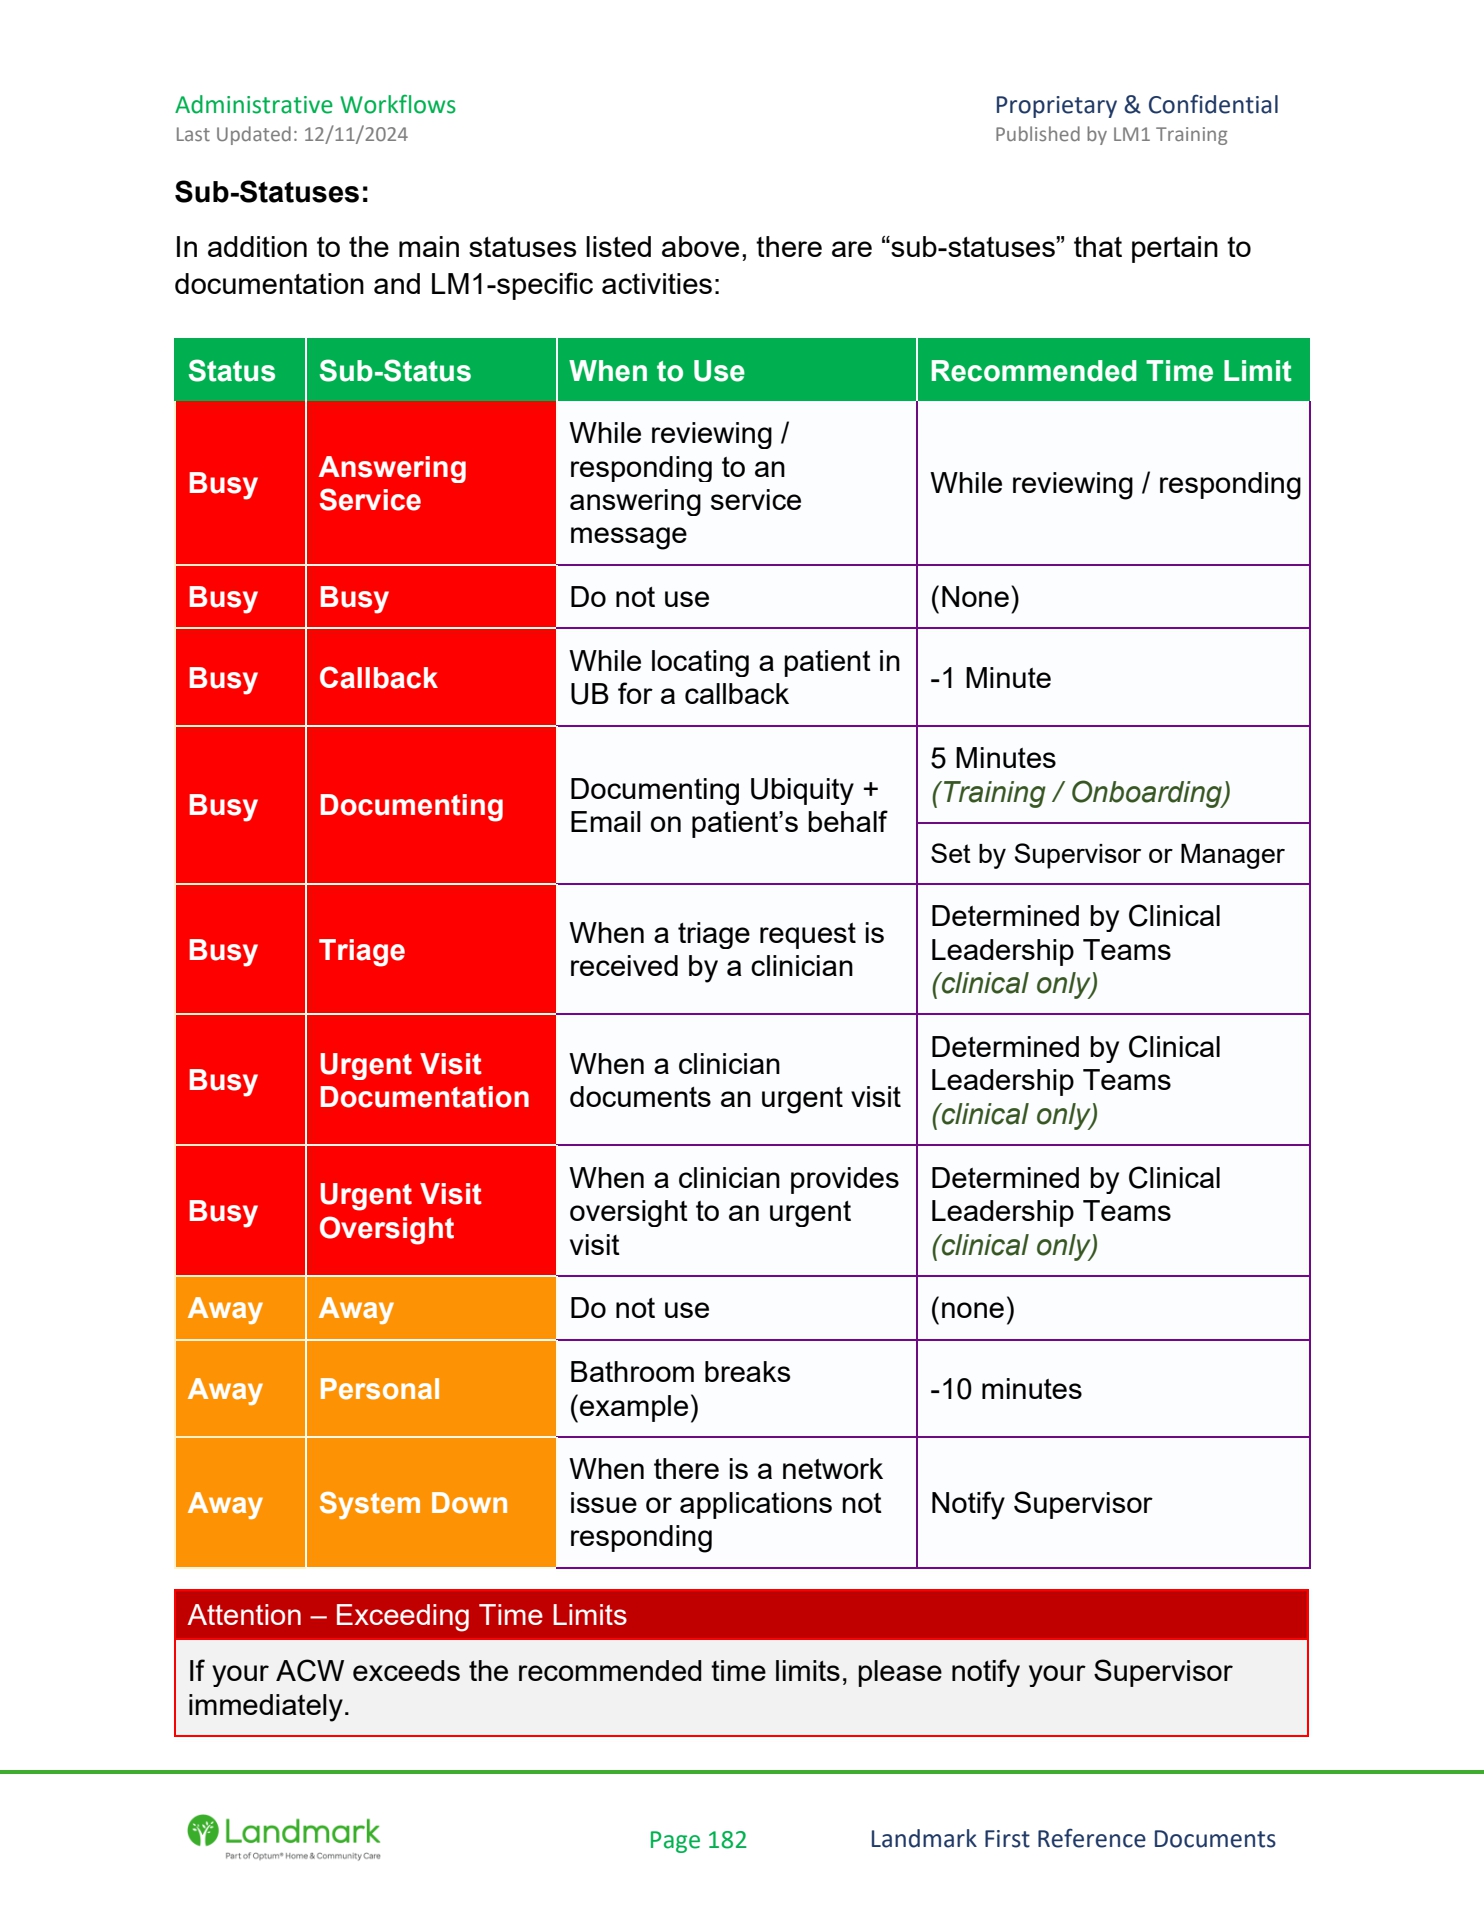 Administrative Workflows
Proprietary & Confidential
Last Updated: 12/11/2024
Published by LM1 Training
Sub-Statuses:
In addition to the main statuses listed above, there are “sub-statuses” that pertain to
documentation and LM1-specific activities:
Status
Sub-Status
When to Use
Recommended Time Limit
Busy
Answering
Service
While reviewing /
responding to an
answering service
message
While reviewing / responding
Busy
Busy
Do not use
(None)
Busy
Callback
While locating a patient in
UB for a callback
-1 Minute
Busy
Documenting
Documenting Ubiquity +
Email on patient’s behalf
5 Minutes
(Training / Onboarding)
Set by Supervisor or Manager
Busy
Triage
When a triage request is
received by a clinician
Determined by Clinical
Leadership Teams
(clinical only)
Busy
Urgent Visit
Documentation
When a clinician
documents an urgent visit
Determined by Clinical
Leadership Teams
(clinical only)
Busy
Urgent Visit
Oversight
When a clinician provides
oversight to an urgent
visit
Determined by Clinical
Leadership Teams
(clinical only)
Away
Away
Do not use
(none)
Away
Personal
Bathroom breaks
(example)
-10 minutes
Away
System Down
When there is a network
issue or applications not
responding
Notify Supervisor
Attention – Exceeding Time Limits
If your ACW exceeds the recommended time limits, please notify your Supervisor
immediately.
Landmark
Part of Optum® Home & Community Care
Page 182
Landmark First Reference Documents